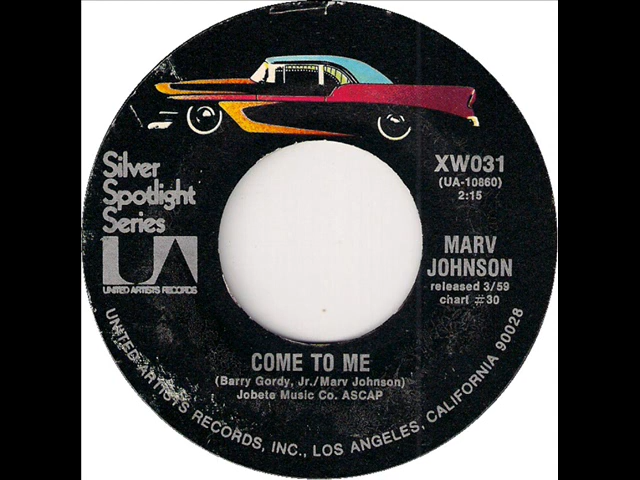 Silver
Spotlight
Series
UA
UNITED ARTISTS RECORDS
XW031
(UA-10860)
2:15
MARV
JOHNSON
released 3/59
chart #30
COME TO ME
(Barry Gordy, Jr./Marv Johnson)
Jobete Music Co. ASCAP
UNITED ARTISTS RECORDS, INC., LOS ANGELES, CALIFORNIA 90028